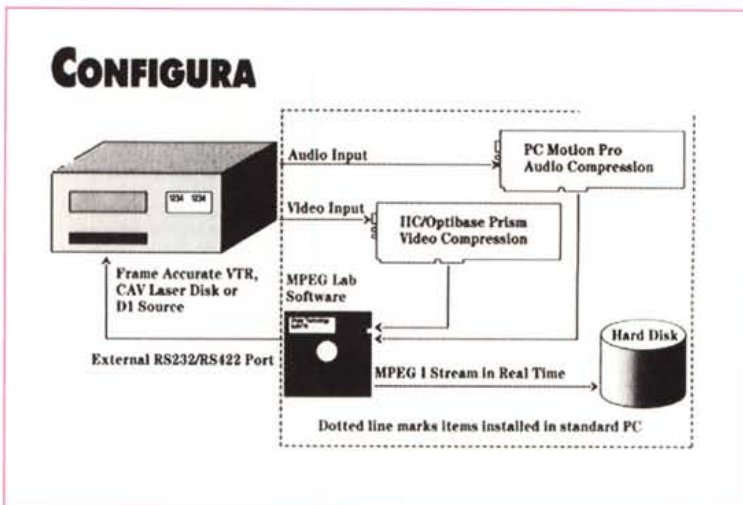 CONFIGURA
Audio Input
PC Motion Pro
Audio Compression
1234 1234
Video Input
IIC/Optibase Prism
Video Compression
Frame Accurate VTR,
CAV Laser Disk or
D1 Source
MPEG Lab
Software
Hard Disk
External RS232/RS422 Port
MPEG I Stream in Real Time
Dotted line marks items installed in standard PC